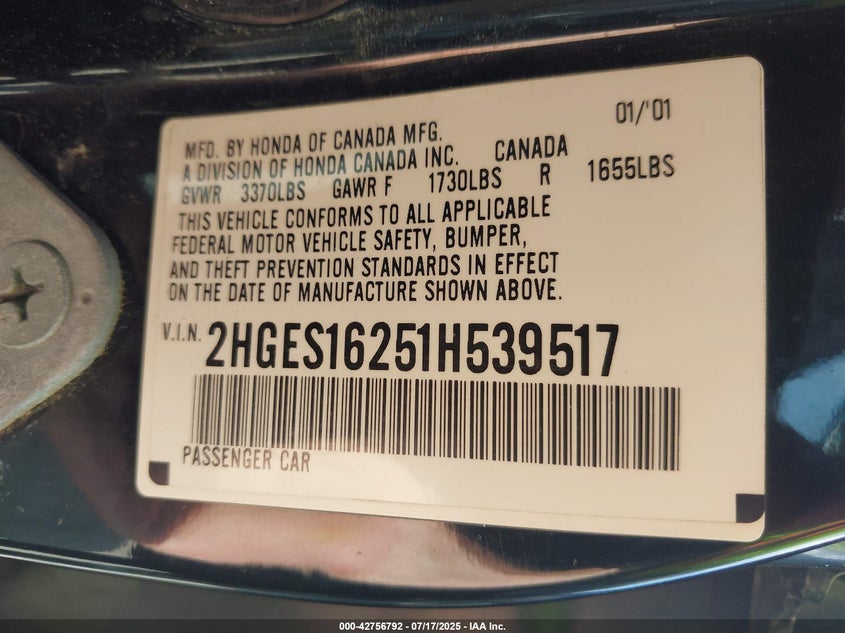 01/'01
MFD. BY HONDA OF CANADA MFG.
A DIVISION OF HONDA CANADA INC. CANADA
GVWR 3370LBS GAWR F 1730LBS R 1655LBS
THIS VEHICLE CONFORMS TO ALL APPLICABLE
FEDERAL MOTOR VEHICLE SAFETY, BUMPER,
AND THEFT PREVENTION STANDARDS IN EFFECT
ON THE DATE OF MANUFACTURE SHOWN ABOVE.
V.I.N. 2HGES16251H539517
PASSENGER CAR
000-42756792 / 07/17/2025 - IAA Inc.